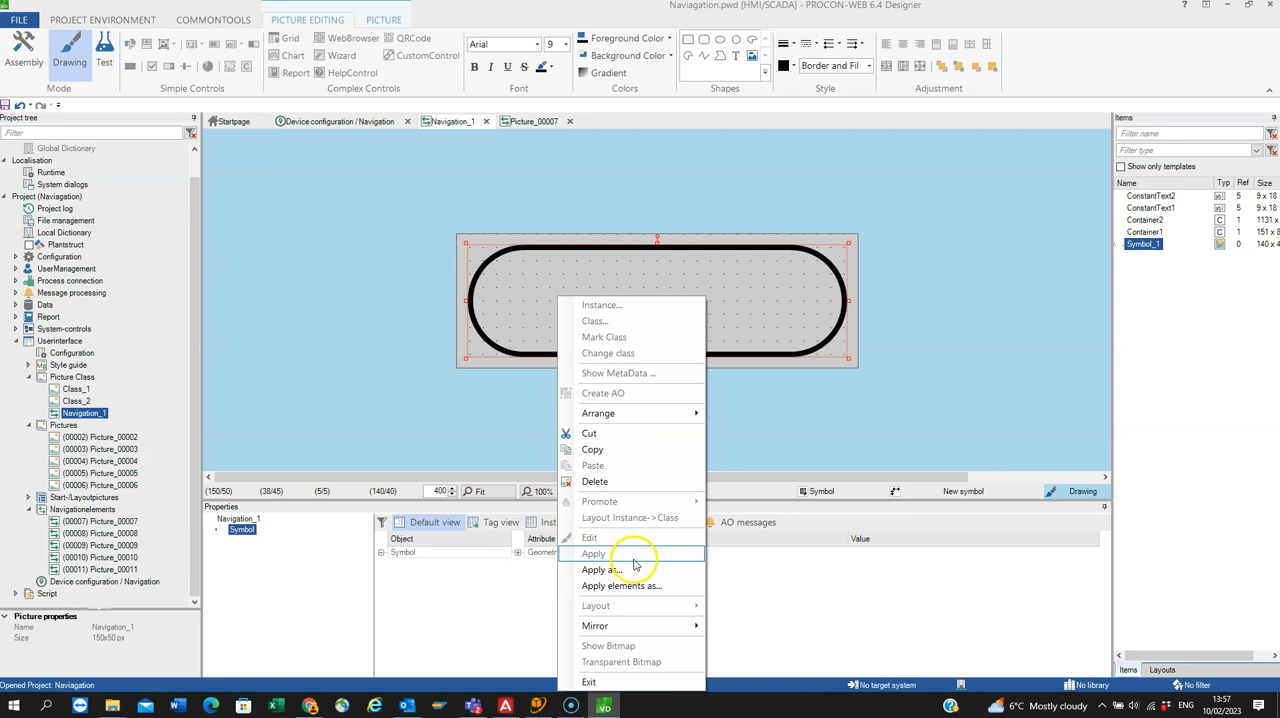 Naviagation.pwd [HMI/SCADA] - PROCON-WEB 6.4 Designer
PICTURE EDITING
FILE PROJECT ENVIRONMENT COMMONTOOLS PICTURE EDITING PICTURE
Assembly Drawing Test
Mode
Simple Controls
Grid WebBrowser QRCode
Chart Wizard CustomControl
Report HelpControl
Complex Controls
Arial 9
B I U S
Font
Foreground Color
Background Color
Gradient
Colors
Shapes
Border and Fil
Style
Adjustment
Project tree
Filter
Global Dictionary
Localisation
Runtime
System dialogs
Project (Naviagation)
Project log
File management
Local Dictionary
Plantstruct
Configuration
UserManagement
Process connection
Message processing
Data
Report
System-controls
Userinterface
Configuration
Style guide
Picture Class
Class_1
Class_2
Navigation_1
Pictures
(00002) Picture_00002
(00003) Picture_00003
(00004) Picture_00004
(00005) Picture_00005
(00006) Picture_00006
Start-/Layoutpictures
Navigationelements
(00007) Picture_00007
(00008) Picture_00008
(00009) Picture_00009
(00010) Picture_00010
(00011) Picture_00011
Device configuration / Navigation
Script
Picture properties
Name Navigation_1
Size 150x50 px
Startpage Device configuration / Navigation Navigation_1 Picture_00007
Instance...
Class...
Mark Class
Change class
Show MetaData ...
Create AO
Arrange
Cut
Copy
Paste
Delete
Promote
Layout Instance->Class
Edit
Apply
Apply as...
Apply elements as...
Layout
Mirror
Show Bitmap
Transparent Bitmap
Exit
(150/50) (38/45) (5/5) (140/40) 400 Fit 100% Symbol New symbol Drawing
Properties
Navigation_1
Symbol
Default view Tag view Inst AO messages
Object Attribute Value
Symbol Geomet
Items
Filter name
Filter type
Show only templates
Name Typ Ref Size
ConstantText2 5 9 x 18
ConstantText1 5 9 x 18
Container2 C 1 1131 x
Container1 C 1 151 x 8
Symbol_1 0 140 x 4
Items Layouts
Opened Project: Naviagation No target system No library No filter
6°C Mostly cloudy
13:57
10/02/2023